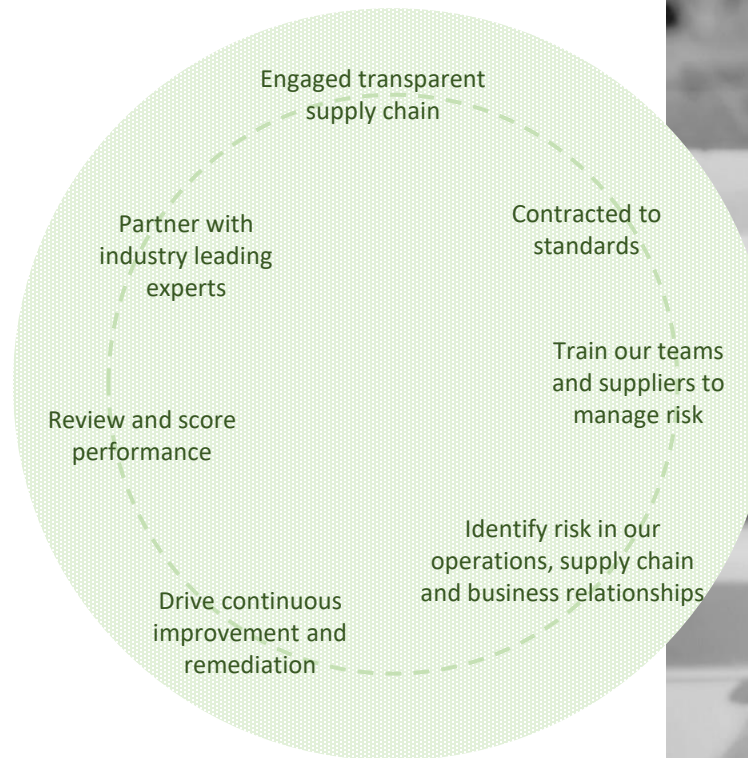 Engaged transparent
supply chain
Contracted to
standards
Train our teams
and suppliers to
manage risk
Identify risk in our
operations, supply chain
and business relationships
Drive continuous
improvement and
remediation
Review and score
performance
Partner with
industry leading
experts